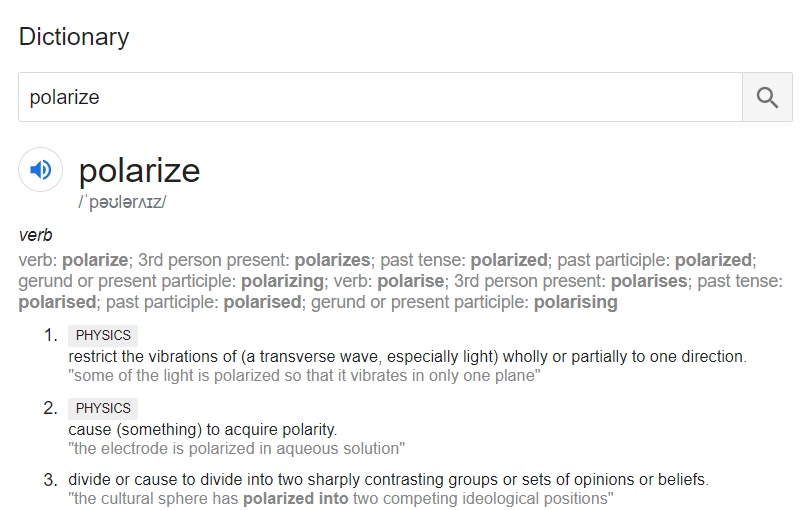 Dictionary
polarize
polarize
/ˈpəʊlərʌɪz/
verb
verb: polarize; 3rd person present: polarizes; past tense: polarized; past participle: polarized;
gerund or present participle: polarizing; verb: polarise; 3rd person present: polarises; past tense:
polarised; past participle: polarised; gerund or present participle: polarising
1. PHYSICS
restrict the vibrations of (a transverse wave, especially light) wholly or partially to one direction.
"some of the light is polarized so that it vibrates in only one plane"
2. PHYSICS
cause (something) to acquire polarity.
"the electrode is polarized in aqueous solution"
3. divide or cause to divide into two sharply contrasting groups or sets of opinions or beliefs.
"the cultural sphere has polarized into two competing ideological positions"